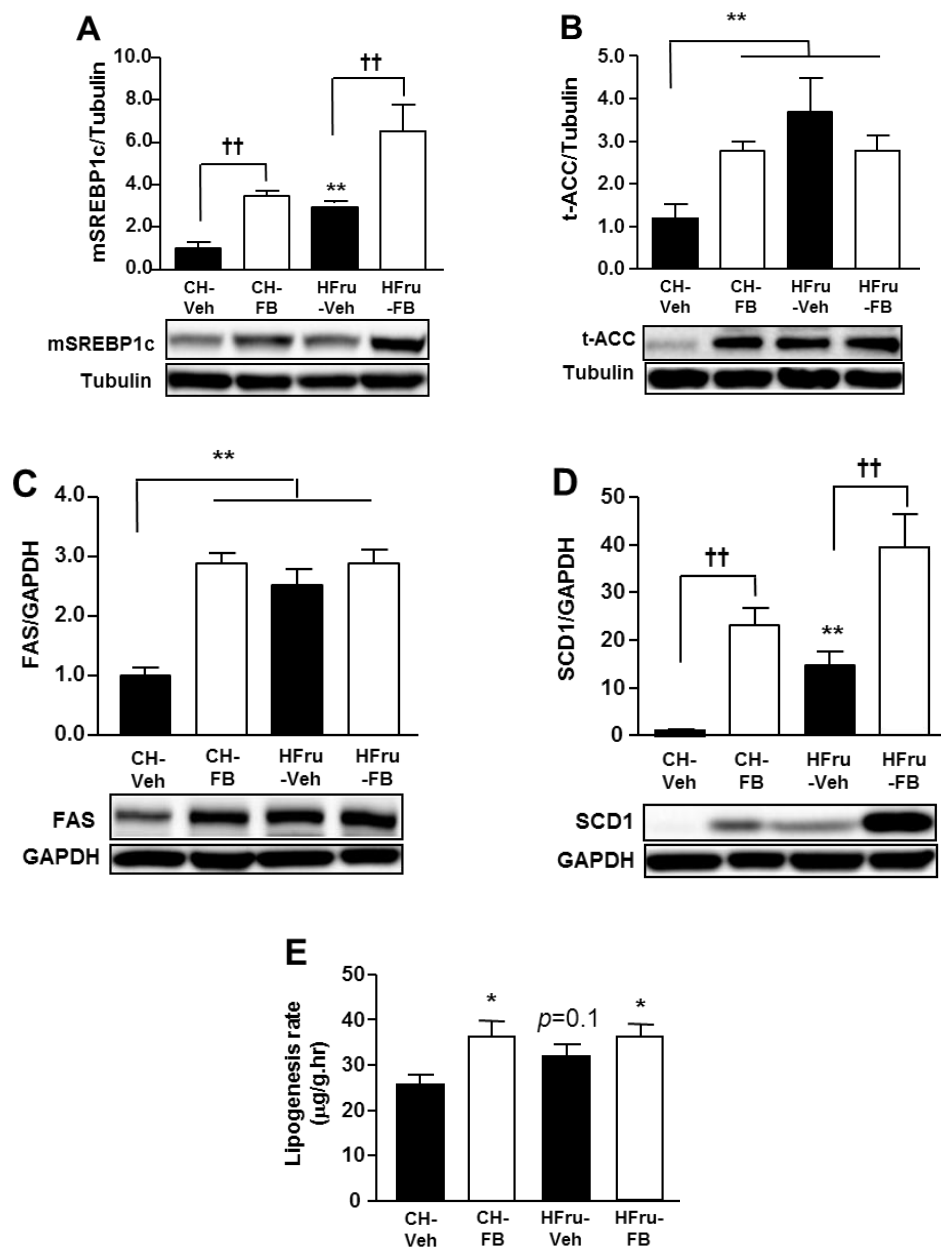 A
mSREBP1c/Tubulin
10.0
8.0
6.0
4.0
2.0
0.0
††
††
**
CH-
Veh
CH-
FB
HFru
-Veh
HFru
-FB
mSREBP1c
Tubulin
B
t-ACC/Tubulin
5.0
4.0
3.0
2.0
1.0
0.0
**
CH-
Veh
CH-
FB
HFru
-Veh
HFru
-FB
t-ACC
Tubulin
C
FAS/GAPDH
4.0
3.0
2.0
1.0
0.0
**
CH-
Veh
CH-
FB
HFru
-Veh
HFru
-FB
FAS
GAPDH
D
SCD1/GAPDH
50
40
30
20
10
0
††
††
**
CH-
Veh
CH-
FB
HFru
-Veh
HFru
-FB
SCD1
GAPDH
E
Lipogenesis rate
(μg/g.hr)
50
40
30
20
10
0
*
p=0.1
*
CH-
Veh
CH-
FB
HFru-
Veh
HFru-
FB